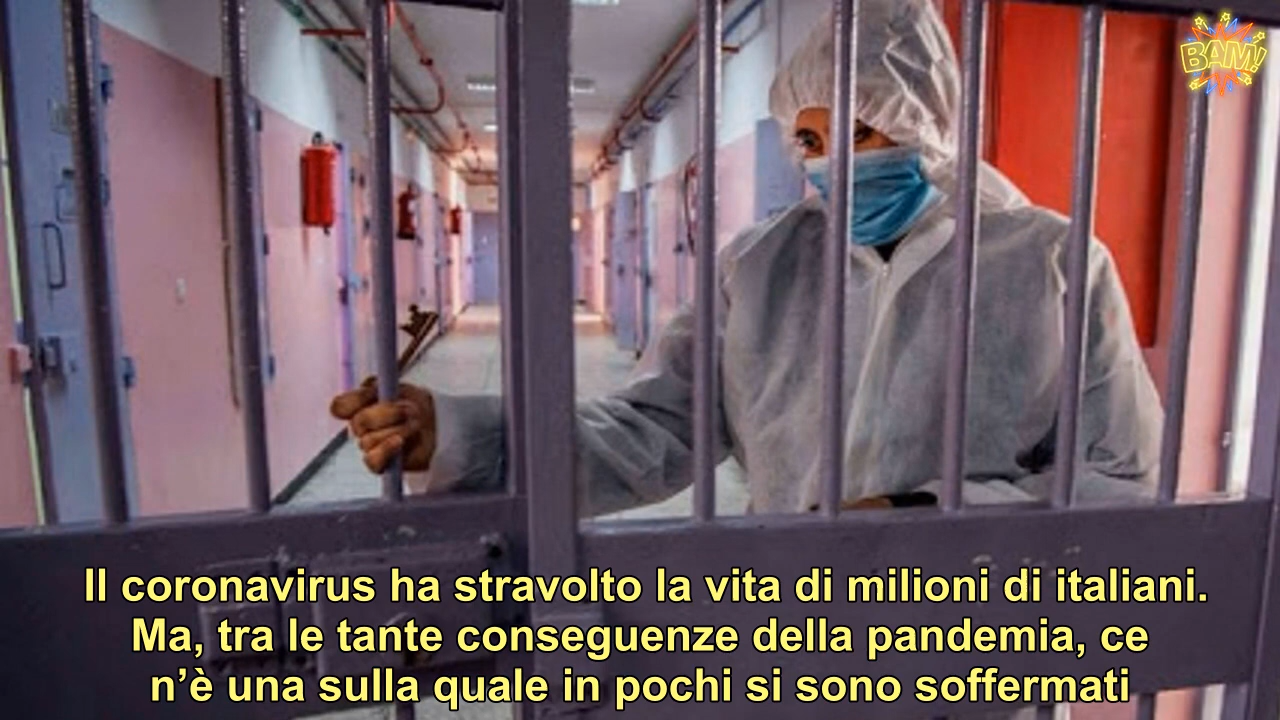 BAM!
Il coronavirus ha stravolto la vita di milioni di italiani.
Ma, tra le tante conseguenze della pandemia, ce
n’è una sulla quale in pochi si sono soffermati